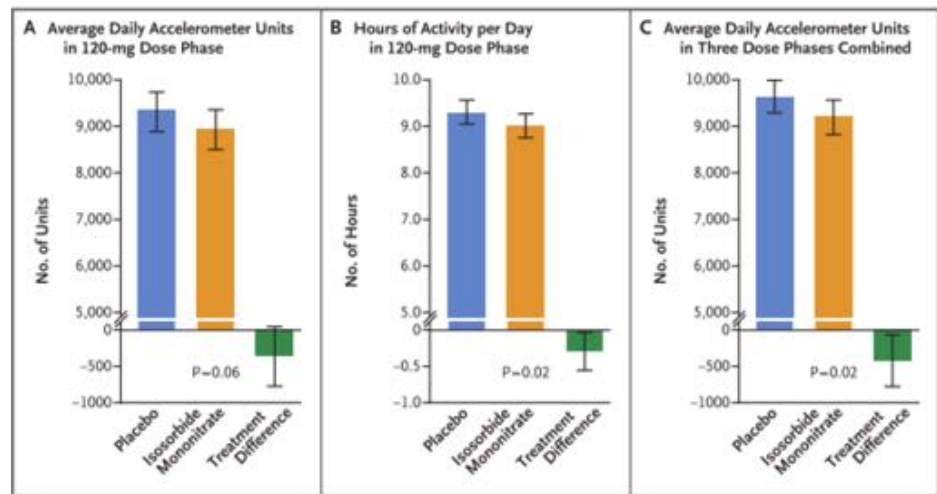 A Average Daily Accelerometer Units
in 120-mg Dose Phase
10,000
9,000
8,000
7,000
6,000
5,000
0
−500
−1000
No. of Units
P=0.06
Placebo
Isosorbide
Mononitrate
Treatment
Difference
B Hours of Activity per Day
in 120-mg Dose Phase
10.0
9.0
8.0
7.0
6.0
5.0
0
−0.5
−1.0
No. of Hours
P=0.02
Placebo
Isosorbide
Mononitrate
Treatment
Difference
C Average Daily Accelerometer Units
in Three Dose Phases Combined
10,000
9,000
8,000
7,000
6,000
5,000
0
−500
−1000
No. of Units
P=0.02
Placebo
Isosorbide
Mononitrate
Treatment
Difference